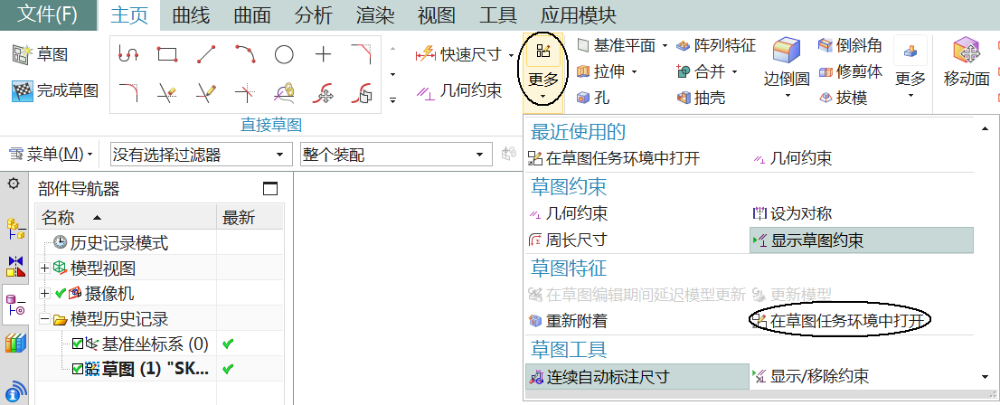 文件(F) 主页 曲线 曲面 分析 渲染 视图 工具 应用模块
草图 快速尺寸 更多 基准平面 阵列特征 边倒圆 倒斜角 更多 移动面
完成草图 几何约束 拉伸 合并 修剪体
孔 抽壳 拔模
直接草图
菜单(M) 没有选择过滤器 整个装配
最近使用的
在草图任务环境中打开 几何约束
草图约束
几何约束 设为对称
周长尺寸 显示草图约束
草图特征
在草图编辑期间延迟模型更新 更新模型
重新附着 在草图任务环境中打开
草图工具
连续自动标注尺寸 显示/移除约束
部件导航器
名称 最新
历史记录模式
模型视图
摄像机
模型历史记录
基准坐标系 (0)
草图 (1) "SK...